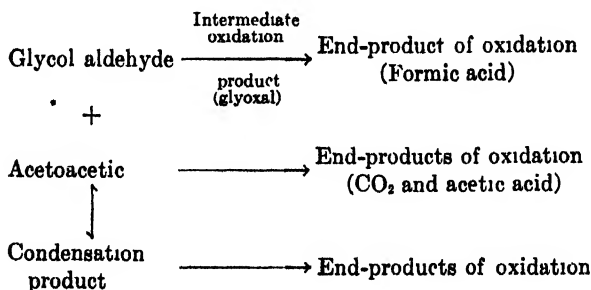 Intermediate
oxidation
Glycol aldehyde → End-product of oxidation
product
(glyoxal)
(Formic acid)
+
Acetoacetic → End-products of oxidation
(CO₂ and acetic acid)
Condensation
product → End-products of oxidation